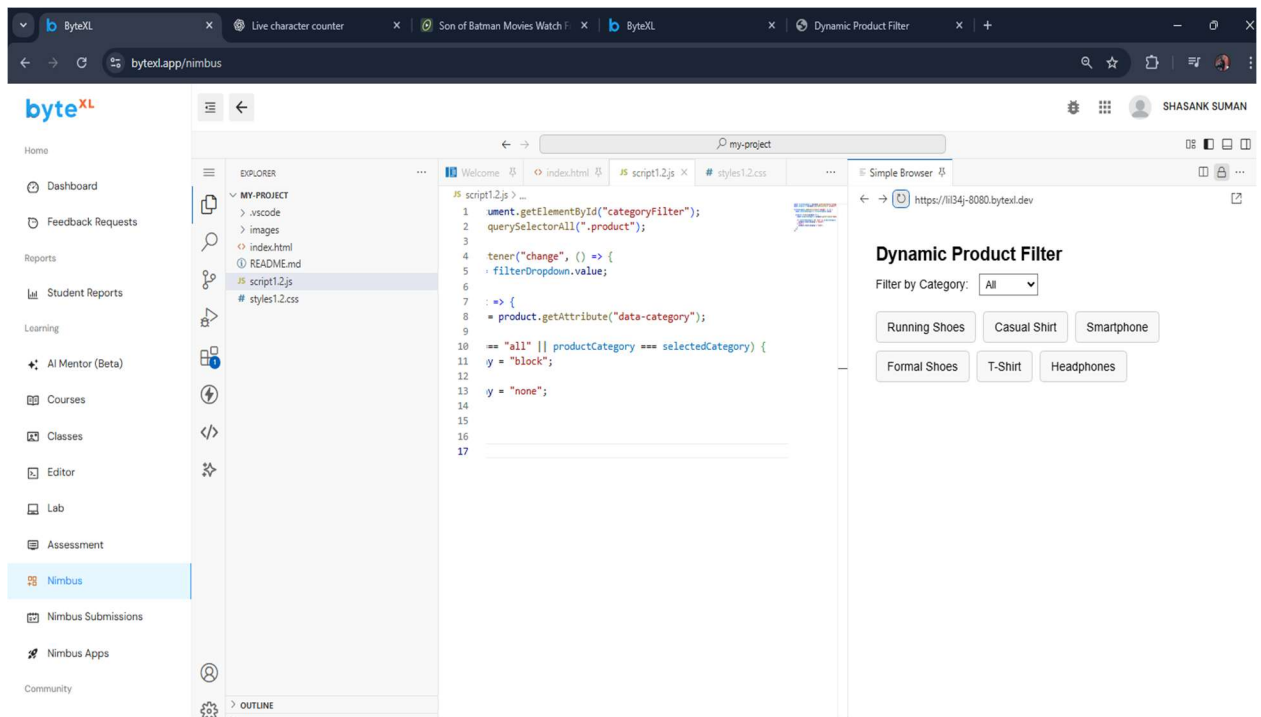 ByteXL
Live character counter
Son of Batman Movies Watch F
ByteXL
Dynamic Product Filter
bytexl.app/nimbus
byteXL
SHASANK SUMAN
Home
Dashboard
Feedback Requests
Reports
Student Reports
Learning
AI Mentor (Beta)
Courses
Classes
Editor
Lab
Assessment
Nimbus
Nimbus Submissions
Nimbus Apps
Community
my-project
EXPLORER
MY-PROJECT
.vscode
images
index.html
README.md
script1.2.js
styles1.2.css
OUTLINE
1
Welcome
index.html
JS script1.2.js
# styles1.2.css
JS script1.2.js > ...
1 ument.getElementById("categoryFilter");
2 querySelectorAll(".product");
3
4 tener("change", () => {
5 filterDropdown.value;
6
7 => {
8 = product.getAttribute("data-category");
9
10 == "all" || productCategory === selectedCategory) {
11 y = "block";
12
13 y = "none";
14
15
16
17
Simple Browser
https://lil34j-8080.bytexl.dev
Dynamic Product Filter
Filter by Category: All
Running Shoes Casual Shirt Smartphone
Formal Shoes T-Shirt Headphones